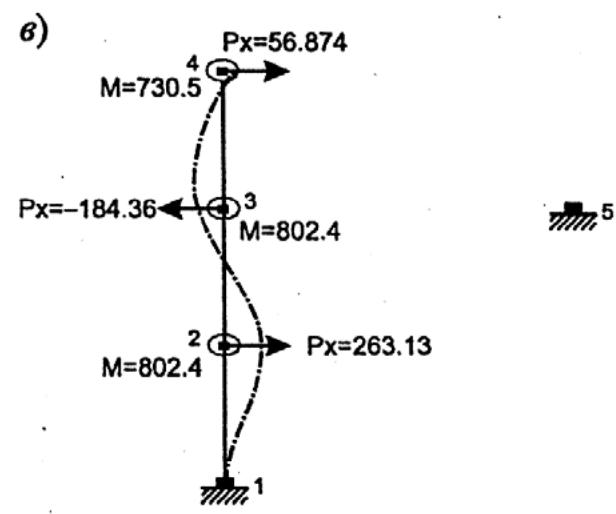 в)
Px=56.874
4
M=730.5
Px=–184.36
3
M=802.4
5
2
Px=263.13
M=802.4
1